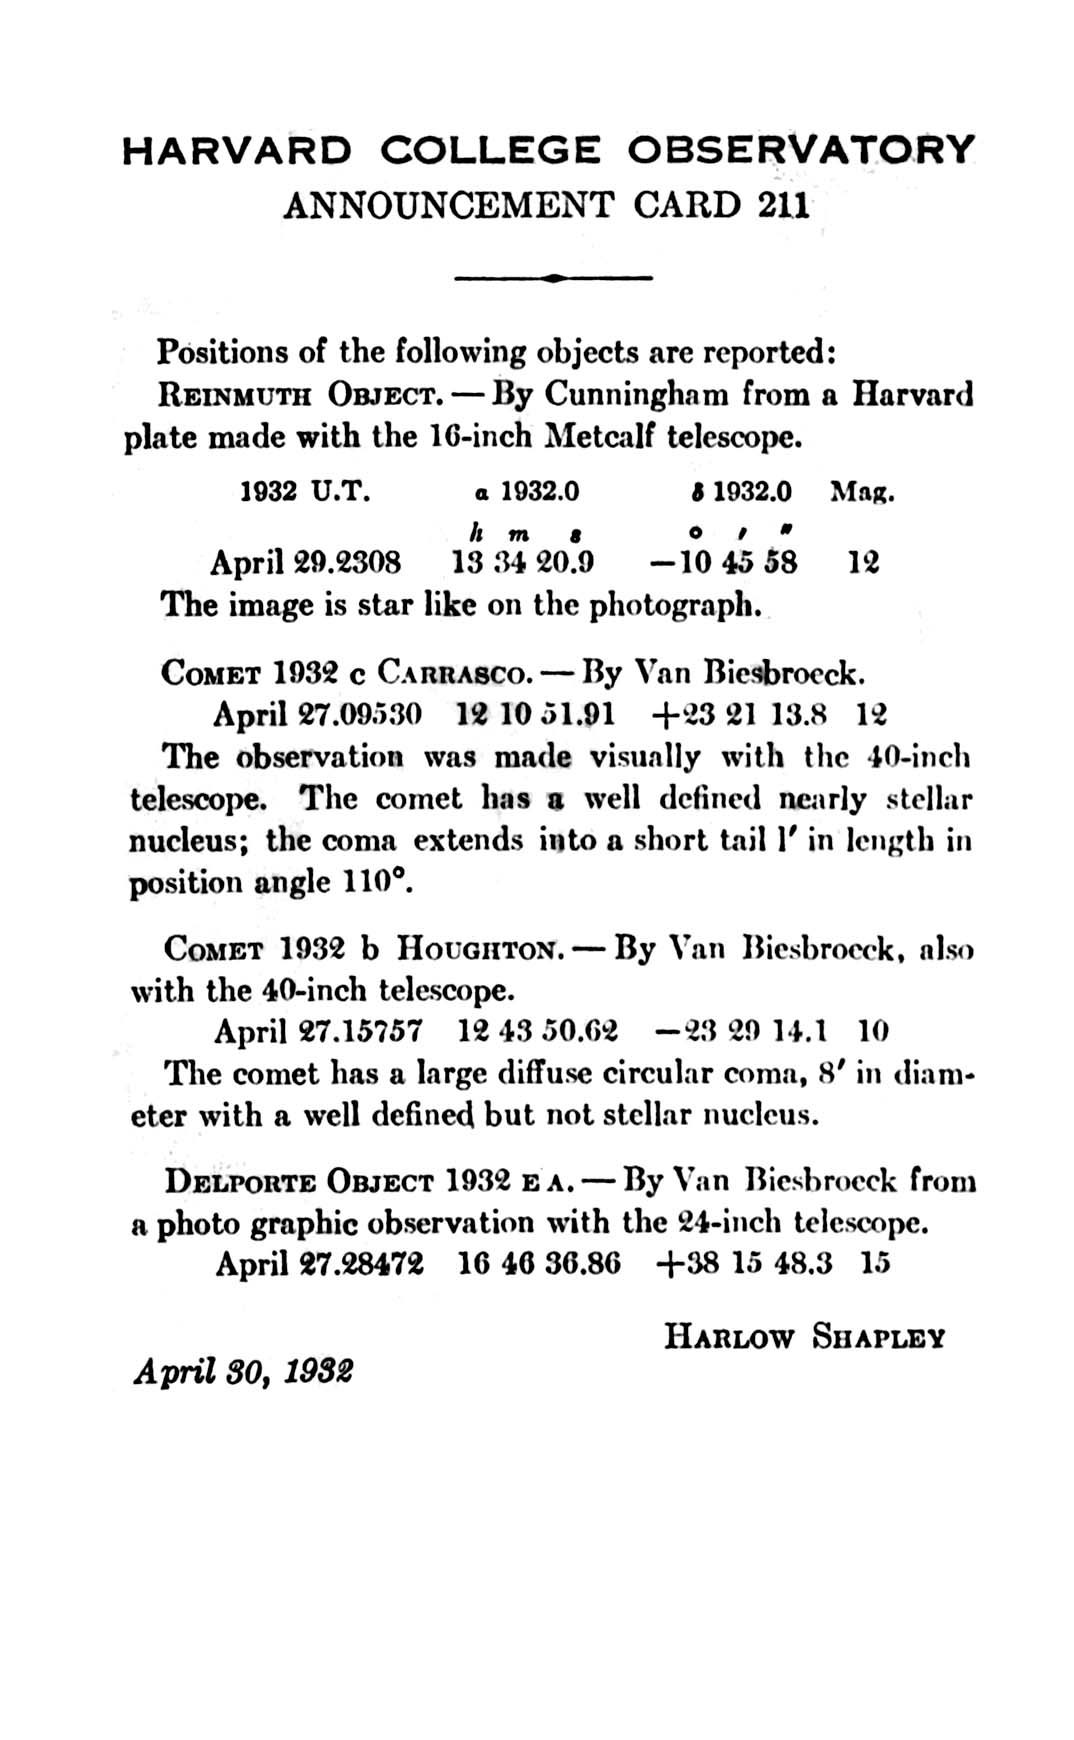 HARVARD COLLEGE OBSERVATORY
ANNOUNCEMENT CARD 211
Positions of the following objects are reported:
REINMUTH OBJECT. — By Cunningham from a Harvard
plate made with the 16-inch Metcalf telescope.
1932 U.T. α 1932.0 δ 1932.0 Mag.
h m s ° ′ ″
April 29.2308 13 34 20.9 —10 45 58 12
The image is star like on the photograph.
COMET 1932 c CARRASCO. — By Van Biesbroeck.
April 27.09530 12 10 51.91 +23 21 13.8 12
The observation was made visually with the 40-inch
telescope. The comet has a well defined nearly stellar
nucleus; the coma extends into a short tail 1′ in length in
position angle 110°.
COMET 1932 b HOUGHTON. — By Van Biesbroeck, also
with the 40-inch telescope.
April 27.15757 12 43 50.62 —23 29 14.1 10
The comet has a large diffuse circular coma, 8′ in diam-
eter with a well defined but not stellar nucleus.
DELPORTE OBJECT 1932 E A. — By Van Biesbroeck from
a photo graphic observation with the 24-inch telescope.
April 27.28472 16 46 36.86 +38 15 48.3 15
HARLOW SHAPLEY
April 30, 1932